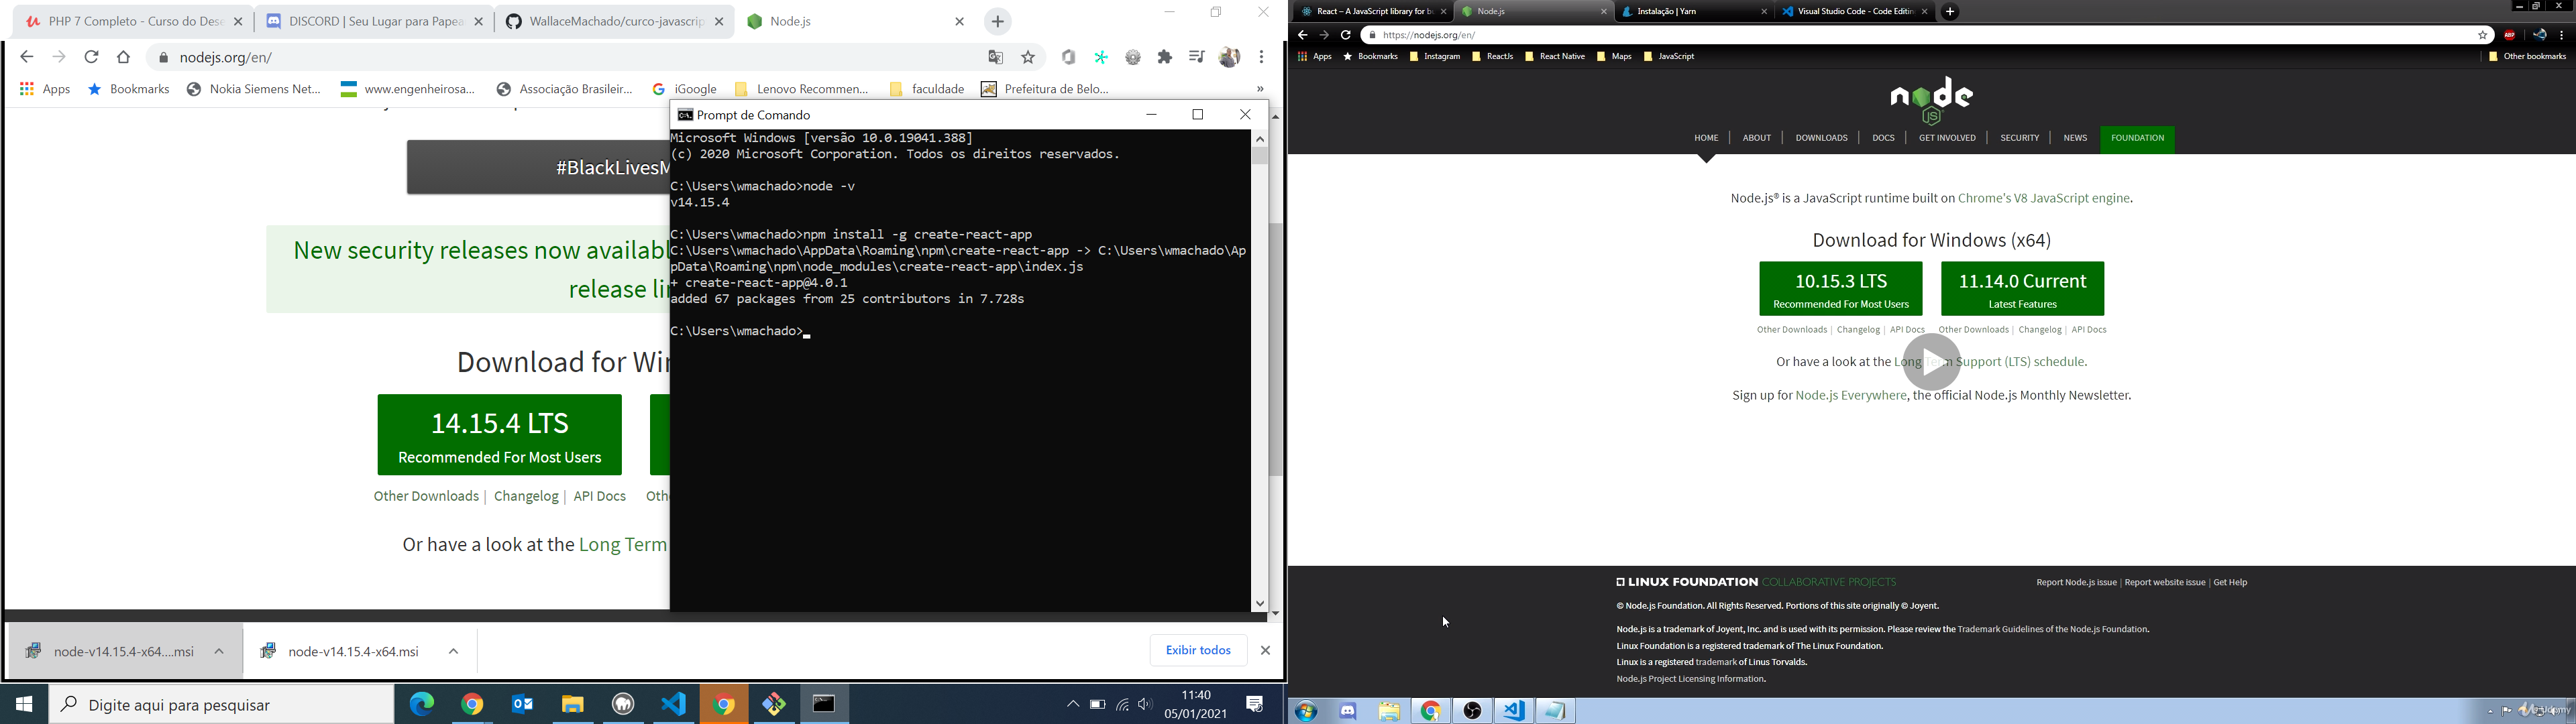 PHP 7 Completo - Curso do Dese
DISCORD | Seu Lugar para Papea
WallaceMachado/curco-javascrip
Node.js
nodejs.org/en/
Apps
Bookmarks
Nokia Siemens Net...
www.engenheirosa...
Associação Brasileir...
iGoogle
Lenovo Recommen...
faculdade
Prefeitura de Belo...
»
#BlackLivesM
New security releases now availabl
release lin
Download for Win
14.15.4 LTS
Recommended For Most Users
Other Downloads | Changelog | API Docs
Oth
Or have a look at the Long Term
Prompt de Comando
Microsoft Windows [versão 10.0.19041.388]
(c) 2020 Microsoft Corporation. Todos os direitos reservados.
C:\Users\wmachado>node -v
v14.15.4
C:\Users\wmachado>npm install -g create-react-app
C:\Users\wmachado\AppData\Roaming\npm\create-react-app -> C:\Users\wmachado\Ap
pData\Roaming\npm\node_modules\create-react-app\index.js
+ create-react-app@4.0.1
added 67 packages from 25 contributors in 7.728s
C:\Users\wmachado>
node-v14.15.4-x64....msi
node-v14.15.4-x64.msi
Exibir todos
Digite aqui para pesquisar
11:40
05/01/2021
React – A JavaScript library for bu
Node.js
Instalação | Yarn
Visual Studio Code - Code Editing
https://nodejs.org/en/
ABP
Apps
Bookmarks
Instagram
ReactJs
React Native
Maps
JavaScript
Other bookmarks
node
JS
HOME | ABOUT | DOWNLOADS | DOCS | GET INVOLVED | SECURITY | NEWS
FOUNDATION
Node.js® is a JavaScript runtime built on Chrome's V8 JavaScript engine.
Download for Windows (x64)
10.15.3 LTS
Recommended For Most Users
11.14.0 Current
Latest Features
Other Downloads | Changelog | API Docs
Other Downloads | Changelog | API Docs
Or have a look at the Long Term Support (LTS) schedule.
Sign up for Node.js Everywhere, the official Node.js Monthly Newsletter.
LINUX FOUNDATION COLLABORATIVE PROJECTS
Report Node.js issue | Report website issue | Get Help
© Node.js Foundation. All Rights Reserved. Portions of this site originally © Joyent.
Node.js is a trademark of Joyent, Inc. and is used with its permission. Please review the Trademark Guidelines of the Node.js Foundation.
Linux Foundation is a registered trademark of The Linux Foundation.
Linux is a registered trademark of Linus Torvalds.
Node.js Project Licensing Information.
Udemy